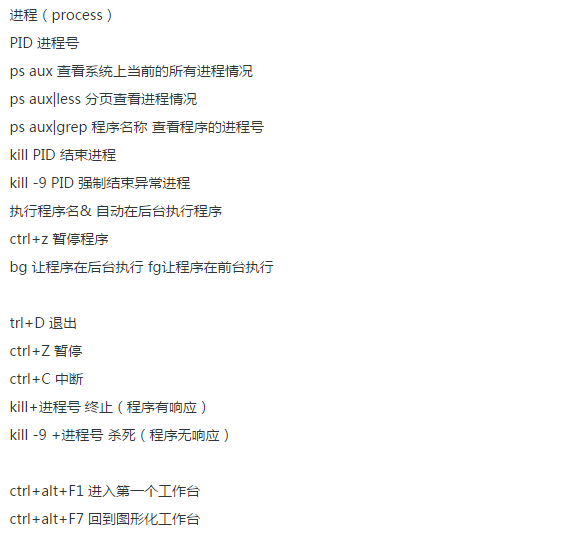 进程（process）
PID 进程号
ps aux 查看系统上当前的所有进程情况
ps aux|less 分页查看进程情况
ps aux|grep 程序名称 查看程序的进程号
kill PID 结束进程
kill -9 PID 强制结束异常进程
执行程序名& 自动在后台执行程序
ctrl+z 暂停程序
bg 让程序在后台执行 fg让程序在前台执行
trl+D 退出
ctrl+Z 暂停
ctrl+C 中断
kill+进程号 终止（程序有响应）
kill -9 +进程号 杀死（程序无响应）
ctrl+alt+F1 进入第一个工作台
ctrl+alt+F7 回到图形化工作台